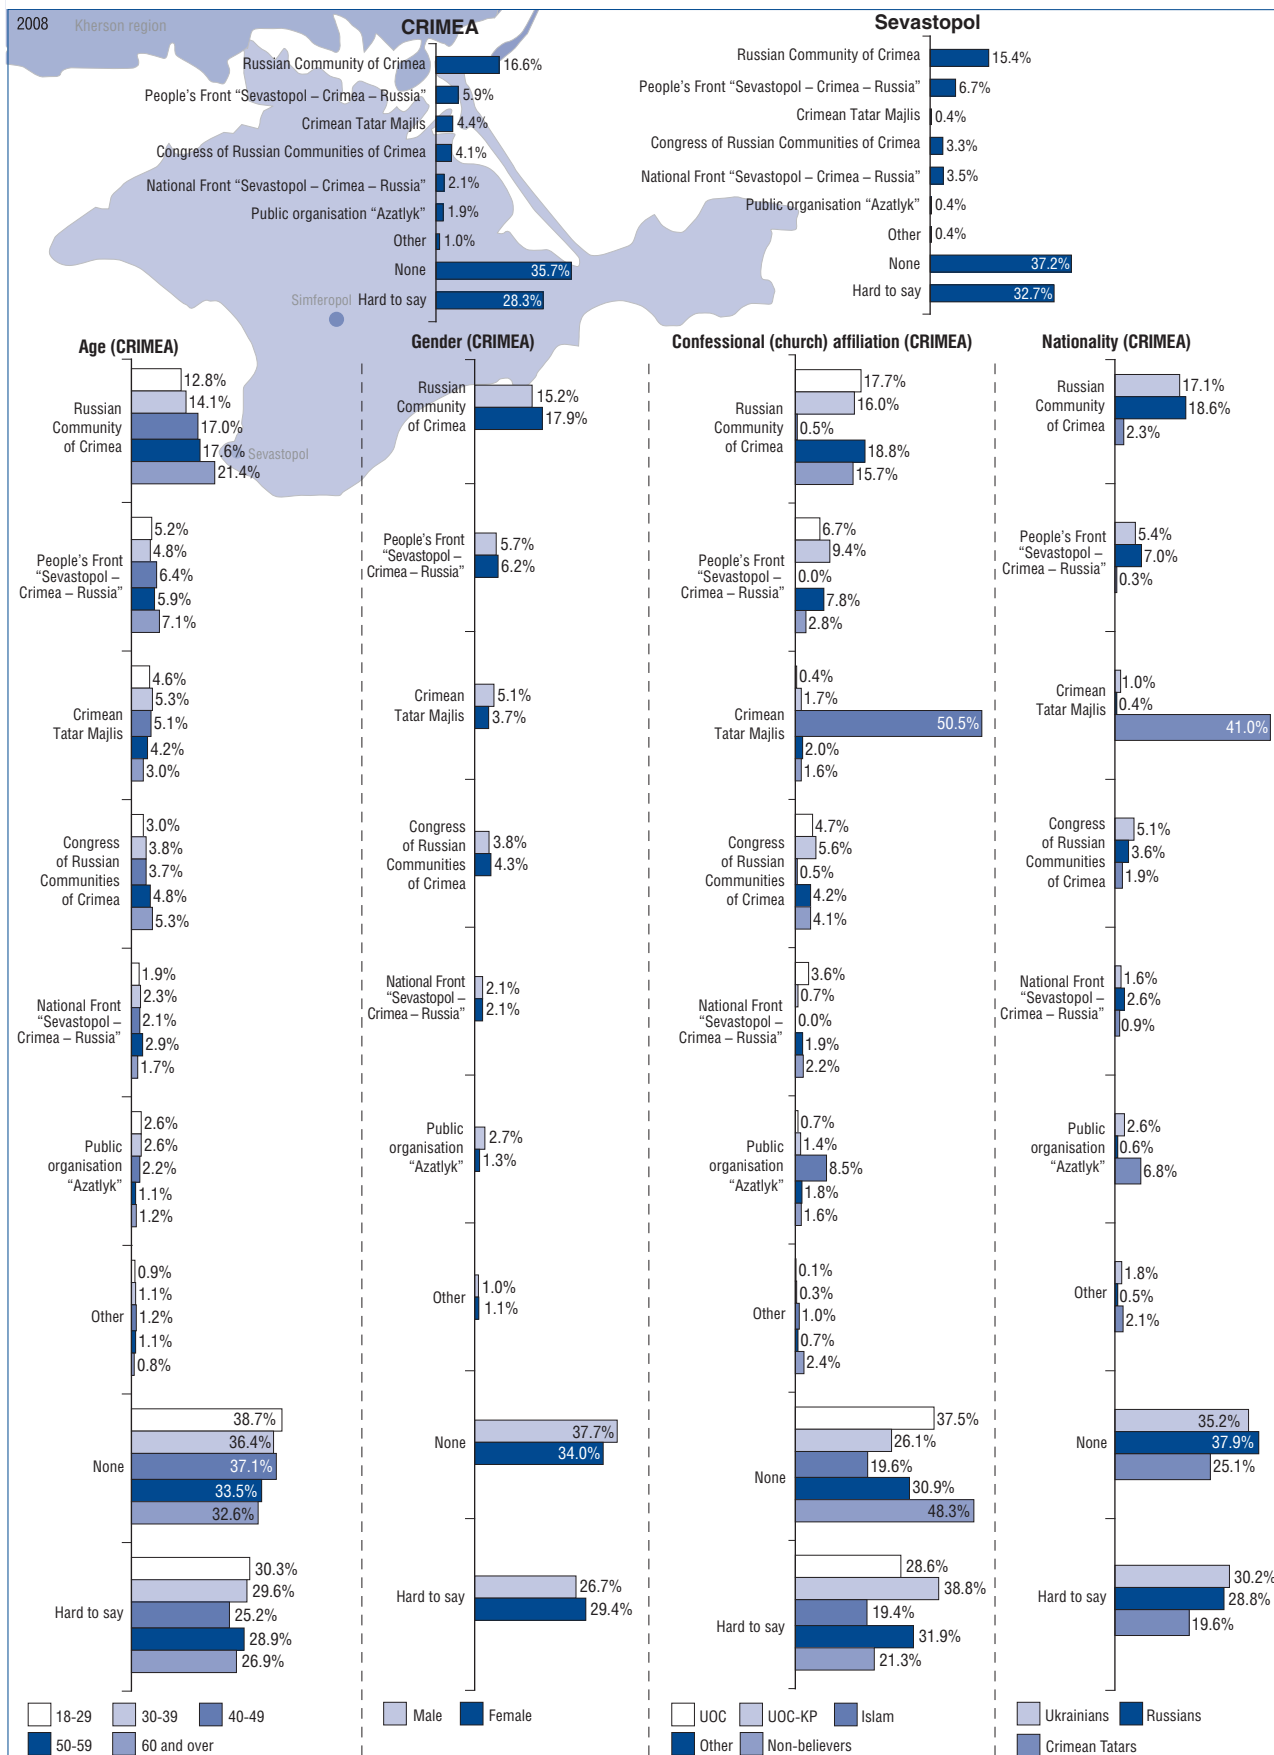 2008
Kherson region
CRIMEA
Russian Community of Crimea 16.6%
People's Front “Sevastopol – Crimea – Russia” 5.9%
Crimean Tatar Majlis 4.4%
Congress of Russian Communities of Crimea 4.1%
National Front “Sevastopol – Crimea – Russia” 2.1%
Public organisation “Azatlyk” 1.9%
Other 1.0%
None 35.7%
Simferopol
Hard to say 28.3%
Sevastopol
Russian Community of Crimea 15.4%
People's Front “Sevastopol – Crimea – Russia” 6.7%
Crimean Tatar Majlis 0.4%
Congress of Russian Communities of Crimea 3.3%
National Front “Sevastopol – Crimea – Russia” 3.5%
Public organisation “Azatlyk” 0.4%
Other 0.4%
None 37.2%
Hard to say 32.7%
Age (CRIMEA)
Russian
Community
of Crimea
12.8%
14.1%
17.0%
17.6%
21.4%
Sevastopol
People's Front
“Sevastopol –
Crimea – Russia”
5.2%
4.8%
6.4%
5.9%
7.1%
Crimean
Tatar Majlis
4.6%
5.3%
5.1%
4.2%
3.0%
Congress
of Russian
Communities
of Crimea
3.0%
3.8%
3.7%
4.8%
5.3%
National Front
“Sevastopol –
Crimea – Russia”
1.9%
2.3%
2.1%
2.9%
1.7%
Public
organisation
“Azatlyk”
2.6%
2.6%
2.2%
1.1%
1.2%
Other
0.9%
1.1%
1.2%
1.1%
0.8%
None
38.7%
36.4%
37.1%
33.5%
32.6%
Hard to say
30.3%
29.6%
25.2%
28.9%
26.9%
18-29 30-39 40-49
50-59 60 and over
Gender (CRIMEA)
Russian
Community
of Crimea
15.2%
17.9%
People's Front
“Sevastopol –
Crimea – Russia”
5.7%
6.2%
Crimean
Tatar Majlis
5.1%
3.7%
Congress
of Russian
Communities
of Crimea
3.8%
4.3%
National Front
“Sevastopol –
Crimea – Russia”
2.1%
2.1%
Public
organisation
“Azatlyk”
2.7%
1.3%
Other
1.0%
1.1%
None
37.7%
34.0%
Hard to say
26.7%
29.4%
Male Female
Confessional (church) affiliation (CRIMEA)
Russian
Community
of Crimea
17.7%
16.0%
0.5%
18.8%
15.7%
People's Front
“Sevastopol –
Crimea – Russia”
6.7%
9.4%
0.0%
7.8%
2.8%
Crimean
Tatar Majlis
0.4%
1.7%
50.5%
2.0%
1.6%
Congress
of Russian
Communities
of Crimea
4.7%
5.6%
0.5%
4.2%
4.1%
National Front
“Sevastopol –
Crimea – Russia”
3.6%
0.7%
0.0%
1.9%
2.2%
Public
organisation
“Azatlyk”
0.7%
1.4%
8.5%
1.8%
1.6%
Other
0.1%
0.3%
1.0%
0.7%
2.4%
None
37.5%
26.1%
19.6%
30.9%
48.3%
Hard to say
28.6%
38.8%
19.4%
31.9%
21.3%
UOC UOC-KP Islam
Other Non-believers
Nationality (CRIMEA)
Russian
Community
of Crimea
17.1%
18.6%
2.3%
People's Front
“Sevastopol –
Crimea – Russia”
5.4%
7.0%
0.3%
Crimean
Tatar Majlis
1.0%
0.4%
41.0%
Congress
of Russian
Communities
of Crimea
5.1%
3.6%
1.9%
National Front
“Sevastopol –
Crimea – Russia”
1.6%
2.6%
0.9%
Public
organisation
“Azatlyk”
2.6%
0.6%
6.8%
Other
1.8%
0.5%
2.1%
None
35.2%
37.9%
25.1%
Hard to say
30.2%
28.8%
19.6%
Ukrainians Russians
Crimean Tatars